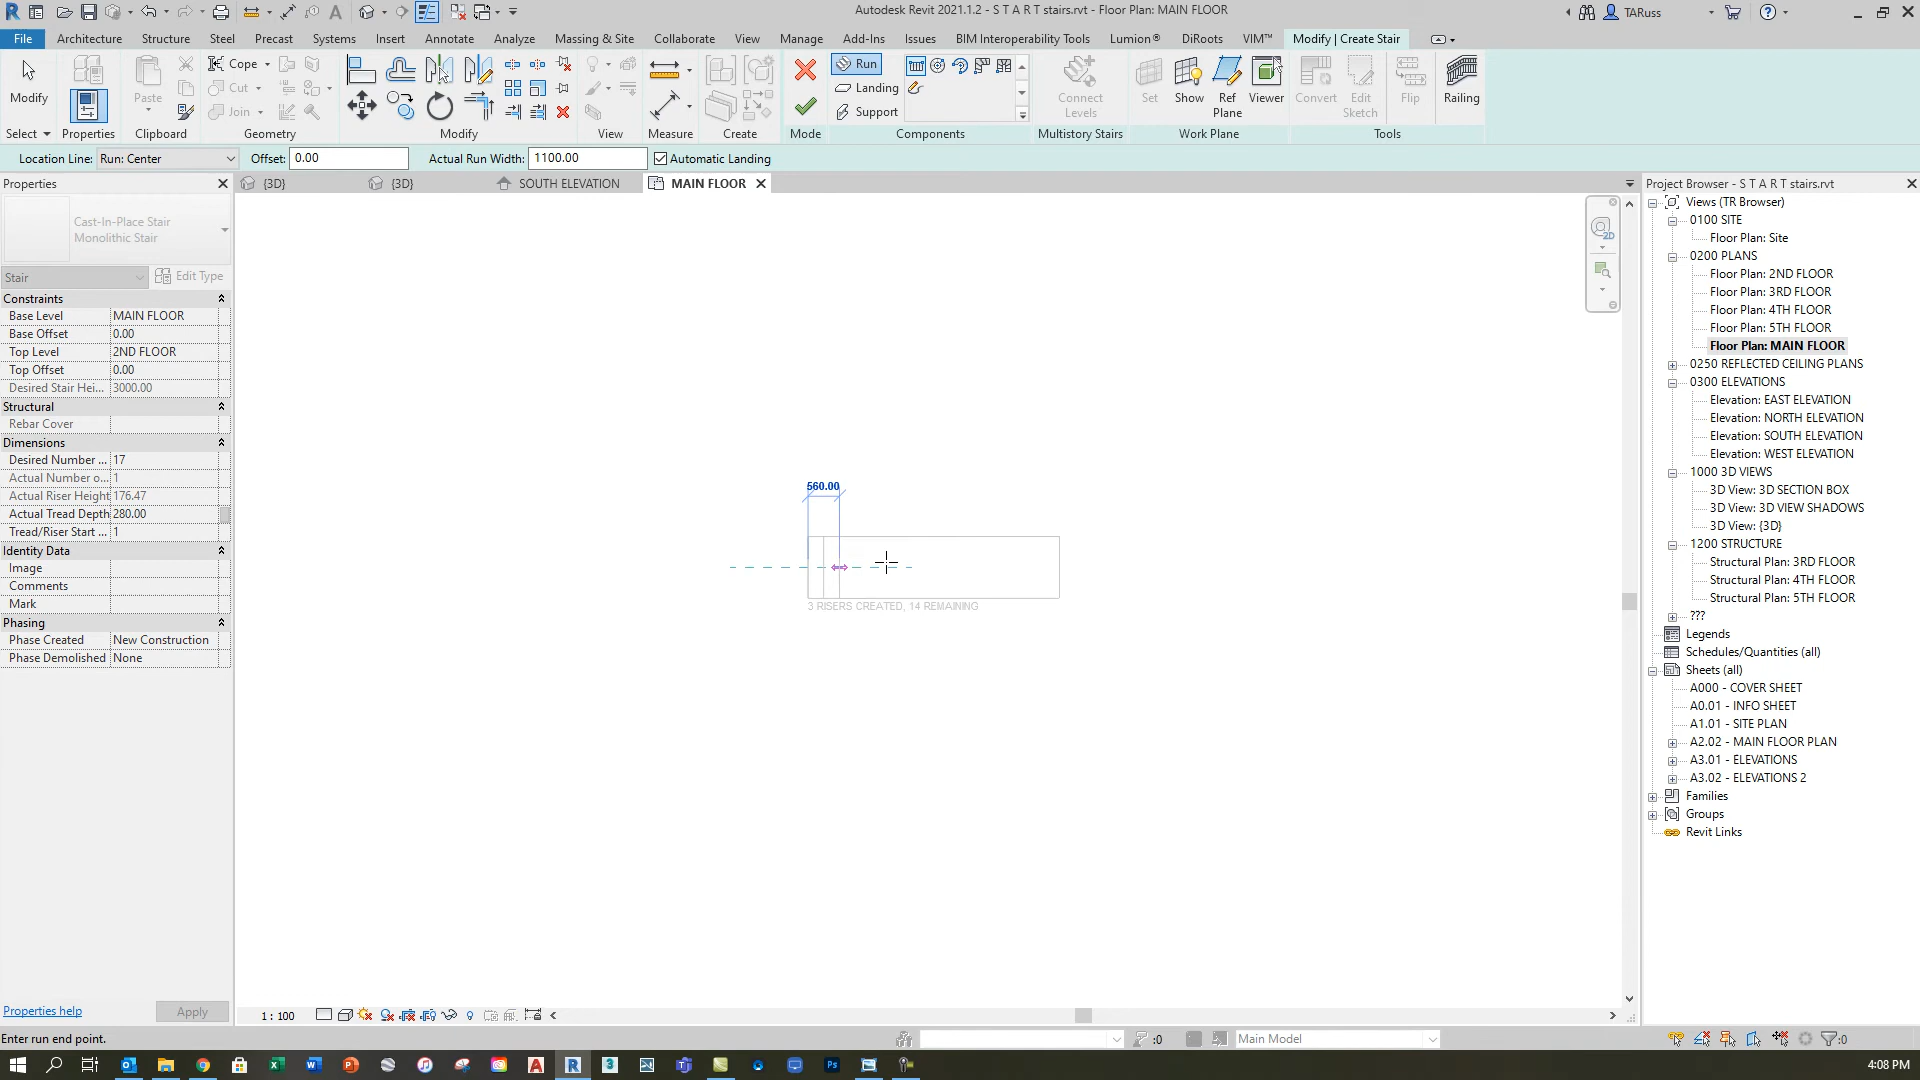 Autodesk Revit 2021.1.2 - S T A R T stairs.rvt - Floor Plan: MAIN FLOOR
TARuss
File Architecture Structure Steel Precast Systems Insert Annotate Analyze Massing & Site Collaborate View Manage Add-Ins Issues BIM Interoperability Tools Lumion® DiRoots VIM™ Modify | Create Stair
Modify
Paste
Cope
Cut
Join
Run
Landing
Support
Connect Levels
Set Show Ref Plane Viewer Convert Edit Sketch Flip Railing
Select Properties Clipboard Geometry Modify View Measure Create Mode Components Multistory Stairs Work Plane Tools
Location Line: Run: Center Offset: 0.00 Actual Run Width: 1100.00 Automatic Landing
Properties
{3D} {3D} SOUTH ELEVATION MAIN FLOOR
Cast-In-Place Stair
Monolithic Stair
Stair Edit Type
Constraints
Base Level MAIN FLOOR
Base Offset 0.00
Top Level 2ND FLOOR
Top Offset 0.00
Desired Stair Hei... 3000.00
Structural
Rebar Cover
Dimensions
Desired Number ... 17
Actual Number o... 1
Actual Riser Height 176.47
Actual Tread Depth 280.00
Tread/Riser Start ... 1
Identity Data
Image
Comments
Mark
Phasing
Phase Created New Construction
Phase Demolished None
Properties help Apply
560.00
3 RISERS CREATED, 14 REMAINING
2D
Project Browser - S T A R T stairs.rvt
Views (TR Browser)
0100 SITE
Floor Plan: Site
0200 PLANS
Floor Plan: 2ND FLOOR
Floor Plan: 3RD FLOOR
Floor Plan: 4TH FLOOR
Floor Plan: 5TH FLOOR
Floor Plan: MAIN FLOOR
0250 REFLECTED CEILING PLANS
0300 ELEVATIONS
Elevation: EAST ELEVATION
Elevation: NORTH ELEVATION
Elevation: SOUTH ELEVATION
Elevation: WEST ELEVATION
1000 3D VIEWS
3D View: 3D SECTION BOX
3D View: 3D VIEW SHADOWS
3D View: {3D}
1200 STRUCTURE
Structural Plan: 3RD FLOOR
Structural Plan: 4TH FLOOR
Structural Plan: 5TH FLOOR
???
Legends
Schedules/Quantities (all)
Sheets (all)
A000 - COVER SHEET
A0.01 - INFO SHEET
A1.01 - SITE PLAN
A2.02 - MAIN FLOOR PLAN
A3.01 - ELEVATIONS
A3.02 - ELEVATIONS 2
Families
Groups
Revit Links
1 : 100
Enter run end point. :0 Main Model :0
4:08 PM